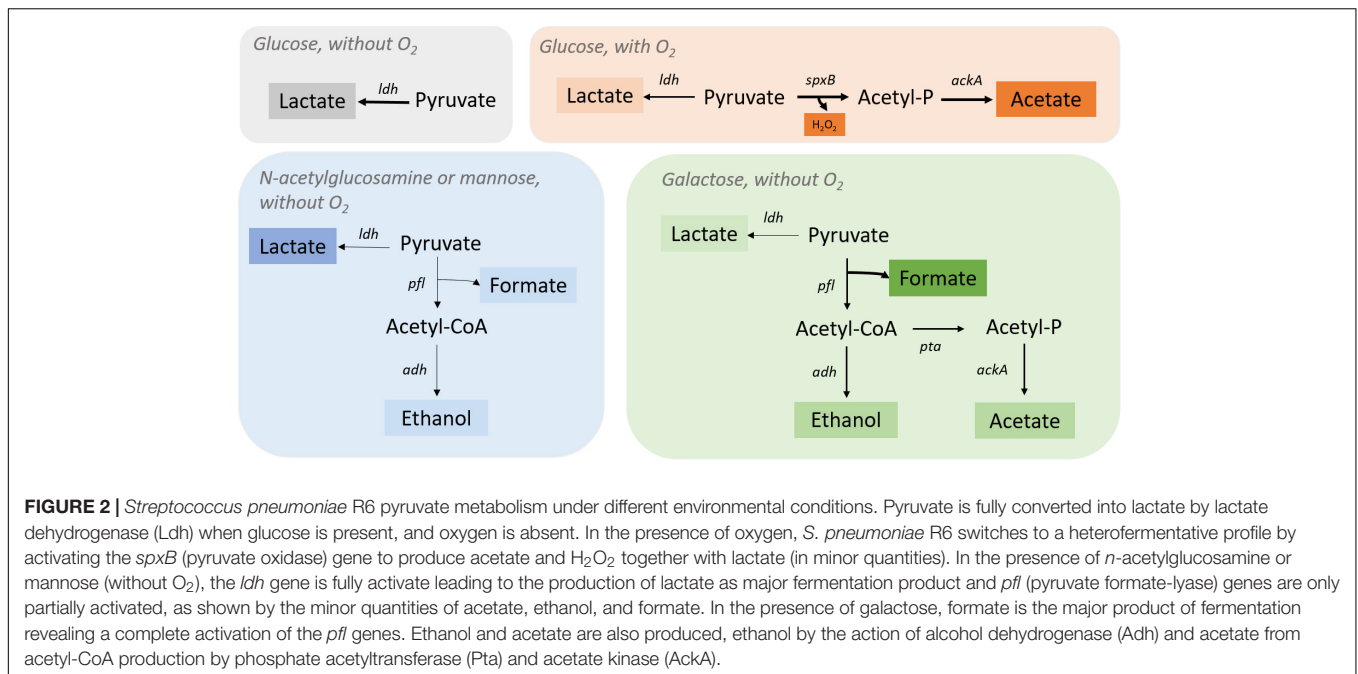 Glucose, without O2
Lactate ldh Pyruvate
Glucose, with O2
Lactate ldh Pyruvate spxB Acetyl-P ackA Acetate
H2O2
N-acetylglucosamine or mannose,
without O2
Lactate ldh Pyruvate
pfl Formate
Acetyl-CoA
adh
Ethanol
Galactose, without O2
Lactate ldh Pyruvate
pfl Formate
Acetyl-CoA pta Acetyl-P
adh ackA
Ethanol Acetate
FIGURE 2 | Streptococcus pneumoniae R6 pyruvate metabolism under different environmental conditions. Pyruvate is fully converted into lactate by lactate
dehydrogenase (Ldh) when glucose is present, and oxygen is absent. In the presence of oxygen, S. pneumoniae R6 switches to a heterofermentative profile by
activating the spxB (pyruvate oxidase) gene to produce acetate and H2O2 together with lactate (in minor quantities). In the presence of n-acetylglucosamine or
mannose (without O2), the ldh gene is fully activate leading to the production of lactate as major fermentation product and pfl (pyruvate formate-lyase) genes are only
partially activated, as shown by the minor quantities of acetate, ethanol, and formate. In the presence of galactose, formate is the major product of fermentation
revealing a complete activation of the pfl genes. Ethanol and acetate are also produced, ethanol by the action of alcohol dehydrogenase (Adh) and acetate from
acetyl-CoA production by phosphate acetyltransferase (Pta) and acetate kinase (AckA).